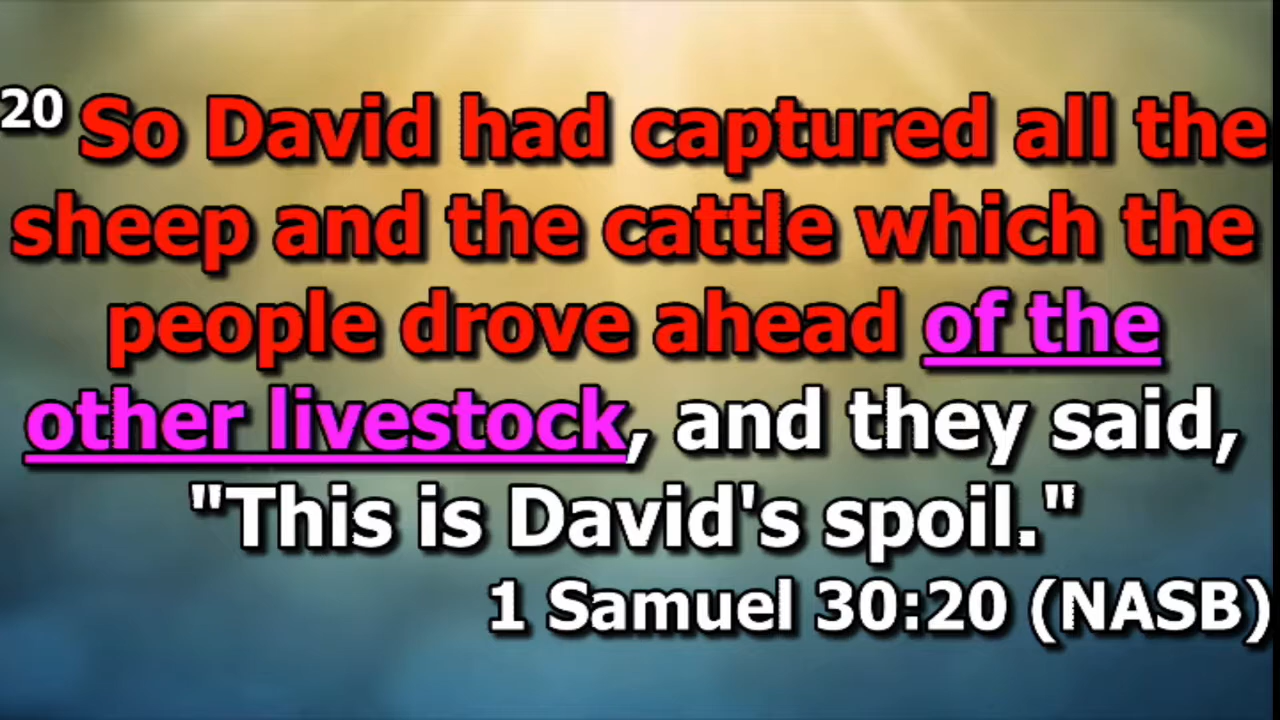 20 So David had captured all the
sheep and the cattle which the
people drove ahead of the
other livestock, and they said,
"This is David's spoil."
1 Samuel 30:20 (NASB)